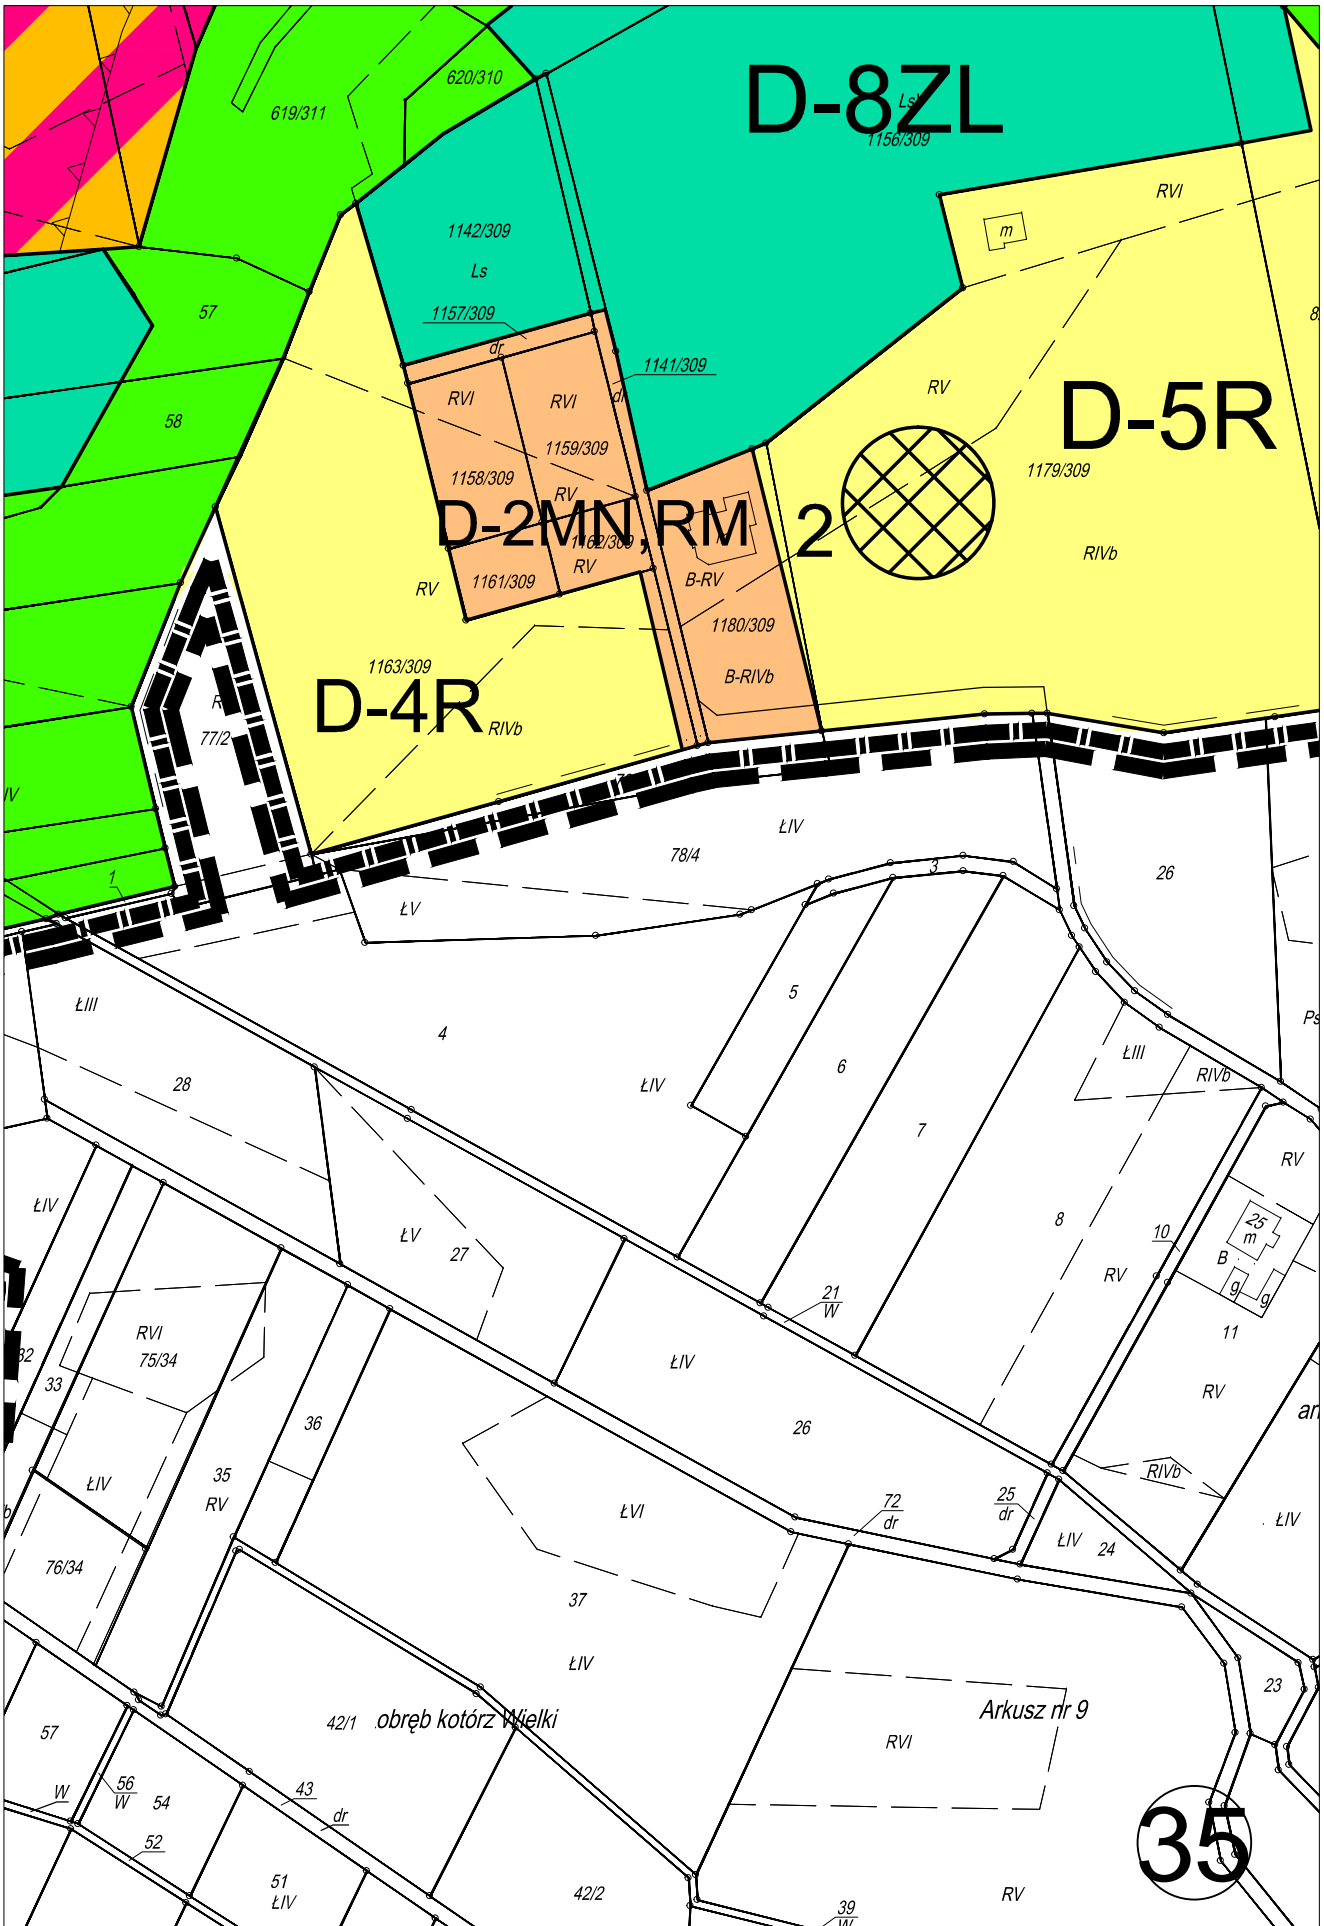 D-8ZL
620/310
619/311
1156/309
RVI
m
1142/309
Ls
57
1157/309
dr
1141/309
dr
RV
D-5R
RVI
RVI
58
1159/309
1158/309
RV
1179/309
D-2MN,RM
2
1162/309
RV
RIVb
B-RV
RV
1161/309
1180/309
1163/309
B-RIVb
D-4R
RIVb
77/2
78/4
ŁIV
3
26
1
ŁV
ŁIII
4
5
6
7
ŁIII
RIVb
28
ŁIV
RV
ŁIV
ŁV
27
8
10
25
m
B
g
g
RV
21
W
11
RVI
75/34
32
33
ŁIV
RV
36
26
35
RV
ŁIV
RIVb
ŁVI
72
dr
25
dr
ŁIV
24
ŁIV
76/34
37
ŁIV
23
57
42/1
obręb kotórz Wielki
Arkusz nr 9
RVI
W
56
W
54
43
dr
52
35
51
ŁIV
42/2
RV
39
W